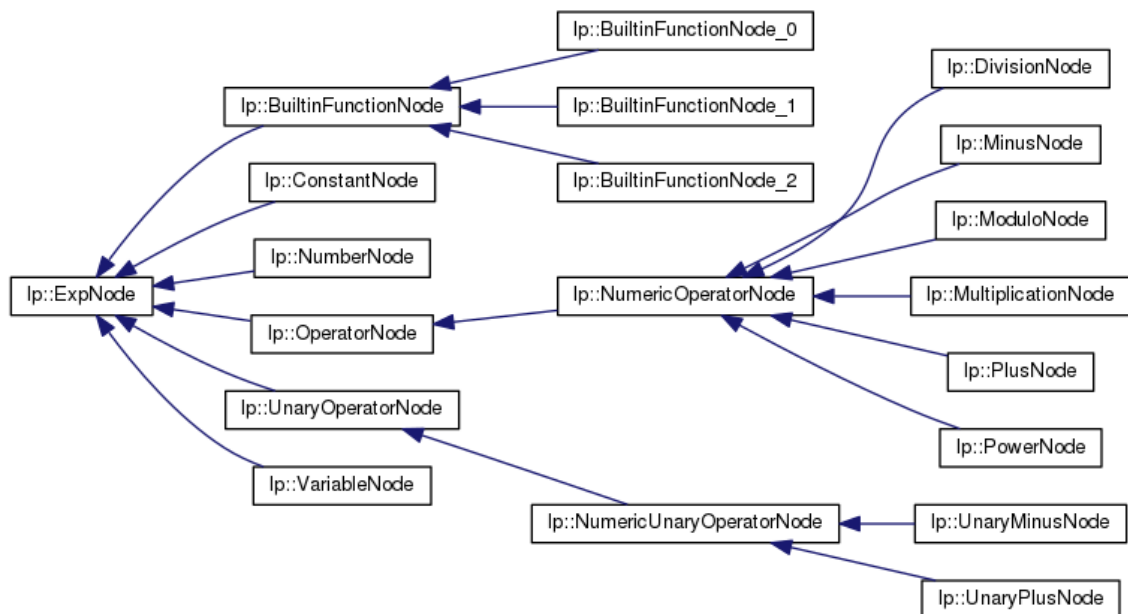 lp::BuiltinFunctionNode_0
lp::DivisionNode
lp::BuiltinFunctionNode
lp::BuiltinFunctionNode_1
lp::MinusNode
lp::ConstantNode
lp::BuiltinFunctionNode_2
lp::ModuloNode
lp::NumberNode
lp::ExpNode
lp::NumericOperatorNode
lp::MultiplicationNode
lp::OperatorNode
lp::PlusNode
lp::UnaryOperatorNode
lp::PowerNode
lp::VariableNode
lp::NumericUnaryOperatorNode
lp::UnaryMinusNode
lp::UnaryPlusNode